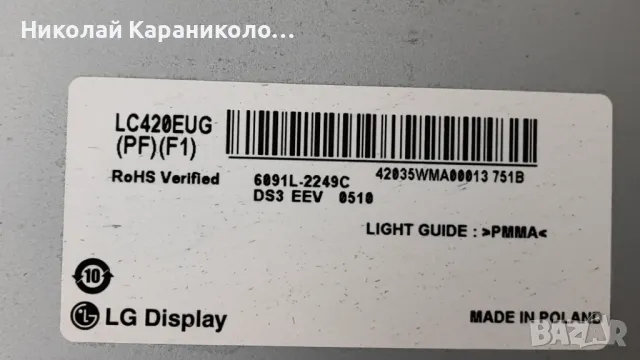 Николай Караниколо...
LC420EUG
(PF)(F1)
RoHS Verified
6091L-2249C
42035WMA00013 751B
DS3 EEV 0510
LIGHT GUIDE : >PMMA<
10
LG Display
MADE IN POLAND
BAZAR